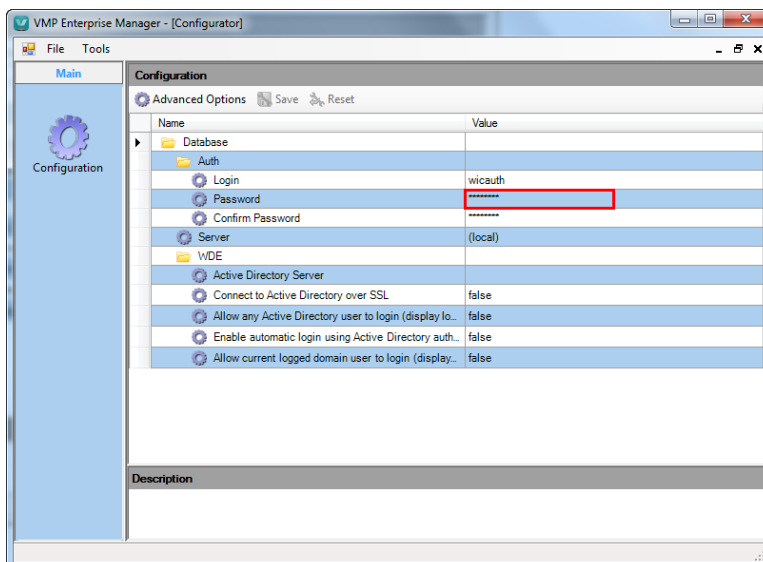 VMP Enterprise Manager - [Configurator]
File Tools
Main
Configuration
Configuration
Advanced Options Save Reset
Name Value
Database
Auth
Login wicauth
Password ********
Confirm Password ********
Server (local)
WDE
Active Directory Server
Connect to Active Directory over SSL false
Allow any Active Directory user to login (display lo... false
Enable automatic login using Active Directory auth... false
Allow current logged domain user to login (display... false
Description